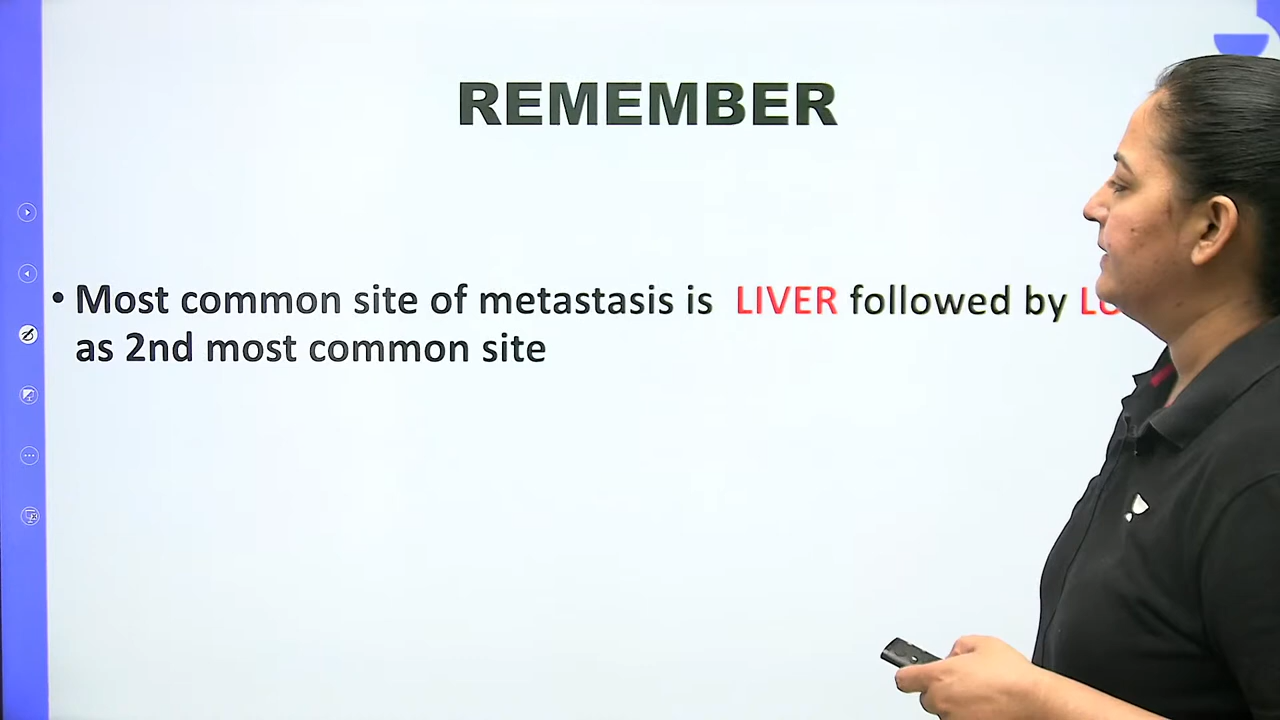 REMEMBER
• Most common site of metastasis is LIVER followed by
as 2nd most common site